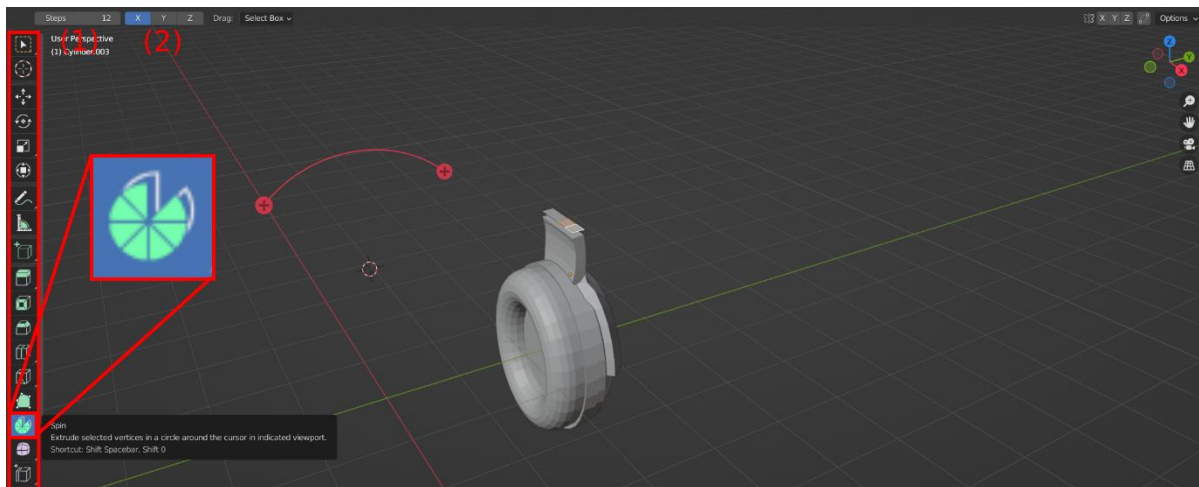 Steps 12 X Y Z Drag: Select Box X Y Z Options
(1) (2)
User Perspective
(1) Cylinder.003
Z
Y
X
Spin
Extrude selected vertices in a circle around the cursor in indicated viewport.
Shortcut: Shift Spacebar, Shift 0